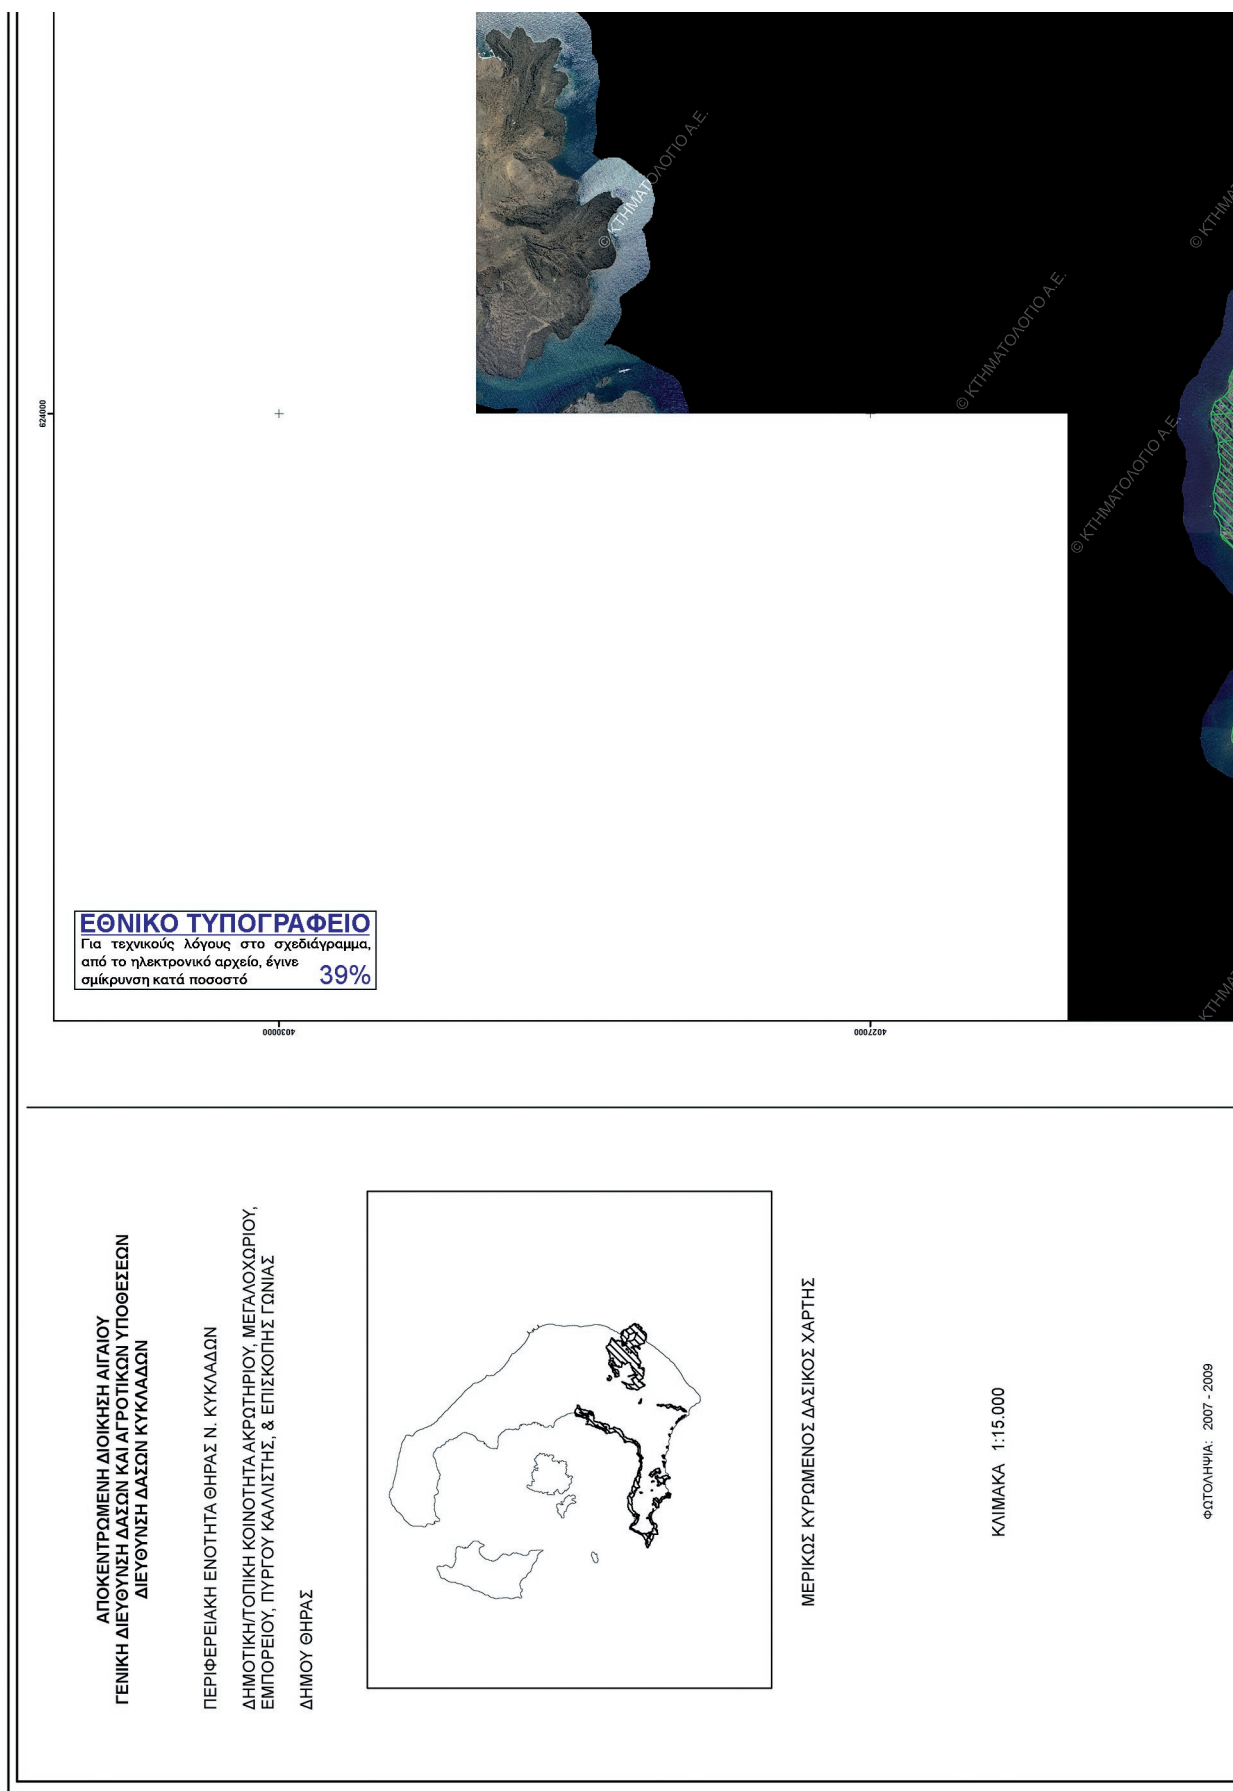 © ΚΤΗΜΑΤΟΛΟΓΙΟ Α.Ε.
© ΚΤΗΜΑΤΟΛΟΓΙΟ Α.Ε.
© ΚΤΗΜΑΤΟΛΟΓΙΟ Α.Ε.
624000
ΕΘΝΙΚΟ ΤΥΠΟΓΡΑΦΕΙΟ
Για τεχνικούς λόγους στο σχεδιάγραμμα,
από το ηλεκτρονικό αρχείο, έγινε
σμίκρυνση κατά ποσοστό 39%
4030000
4027000
ΑΠΟΚΕΝΤΡΩΜΕΝΗ ΔΙΟΙΚΗΣΗ ΑΙΓΑΙΟΥ
ΓΕΝΙΚΗ ΔΙΕΥΘΥΝΣΗ ΔΑΣΩΝ ΚΑΙ ΑΓΡΟΤΙΚΩΝ ΥΠΟΘΕΣΕΩΝ
ΔΙΕΥΘΥΝΣΗ ΔΑΣΩΝ ΚΥΚΛΑΔΩΝ
ΠΕΡΙΦΕΡΕΙΑΚΗ ΕΝΟΤΗΤΑ ΘΗΡΑΣ Ν. ΚΥΚΛΑΔΩΝ
ΔΗΜΟΤΙΚΗ/ΤΟΠΙΚΗ ΚΟΙΝΟΤΗΤΑ ΑΚΡΩΤΗΡΙΟΥ, ΜΕΓΑΛΟΧΩΡΙΟΥ,
ΕΜΠΟΡΕΙΟΥ, ΠΥΡΓΟΥ ΚΑΛΛΙΣΤΗΣ, & ΕΠΙΣΚΟΠΗΣ ΓΩΝΙΑΣ
ΔΗΜΟΥ ΘΗΡΑΣ
ΜΕΡΙΚΩΣ ΚΥΡΩΜΕΝΟΣ ΔΑΣΙΚΟΣ ΧΑΡΤΗΣ
ΚΛΙΜΑΚΑ 1:15.000
ΦΩΤΟΛΗΨΙΑ: 2007 - 2009